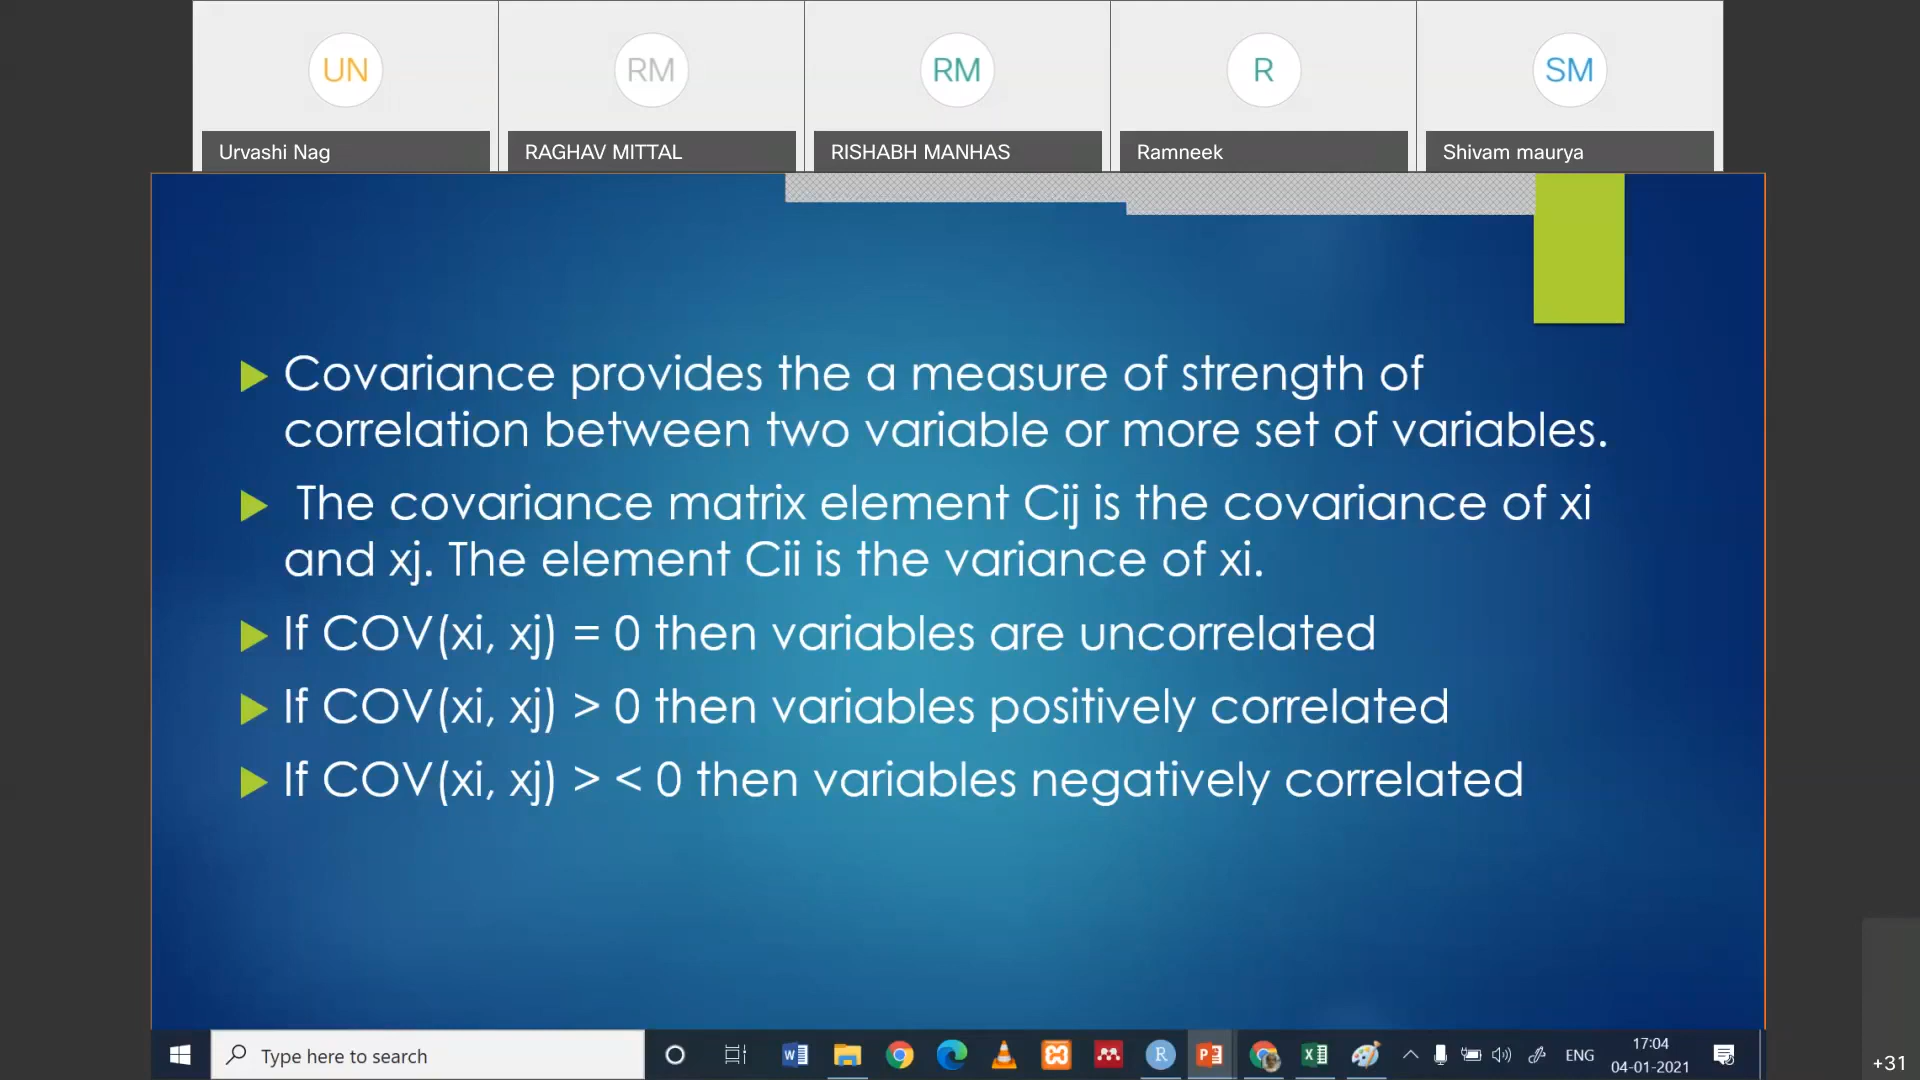 UN
RM
RM
R
SM
Urvashi Nag
RAGHAV MITTAL
RISHABH MANHAS
Ramneek
Shivam maurya
Covariance provides the a measure of strength of
correlation between two variable or more set of variables.
The covariance matrix element Cij is the covariance of xi
and xj. The element Cii is the variance of xi.
If COV(xi, xj) = 0 then variables are uncorrelated
If COV(xi, xj) > 0 then variables positively correlated
If COV(xi, xj) > < 0 then variables negatively correlated
Type here to search
ENG
17:04
04-01-2021
+31